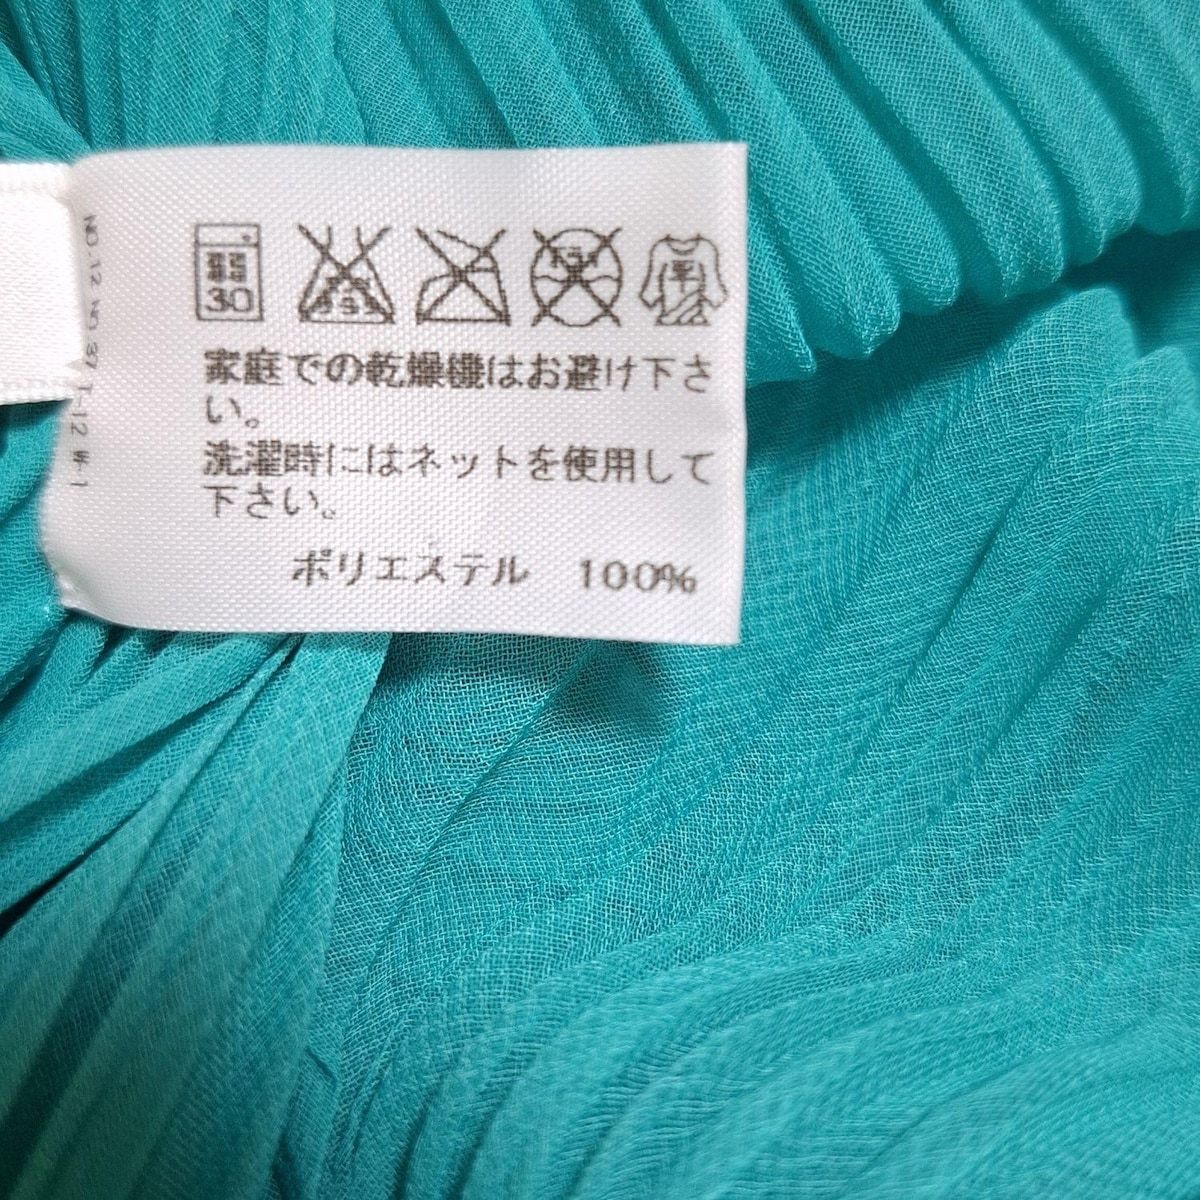 30
家庭での乾燥機はお避け下さ
い。
洗濯時にはネットを使用して
下さい。
ポリエステル 100%